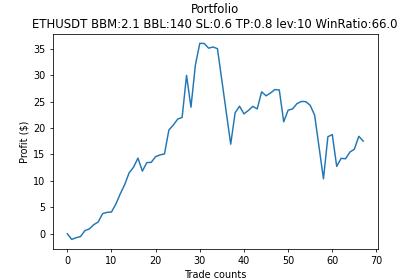 Portfolio
ETHUSDT BBM:2.1 BBL:140 SL:0.6 TP:0.8 lev:10 WinRatio:66.0
35
30
25
20
15
10
5
0
Profit ($)
0 10 20 30 40 50 60 70
Trade counts